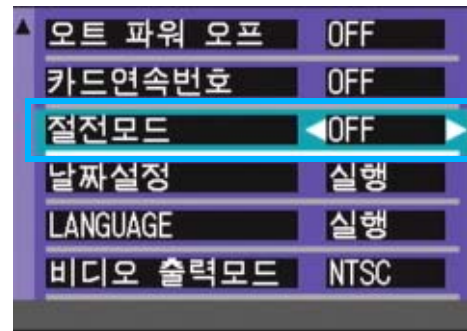 오트 파워 오프 OFF
카드연속번호 OFF
절전모드 OFF
날짜설정 실행
LANGUAGE 실행
비디오 출력모드 NTSC